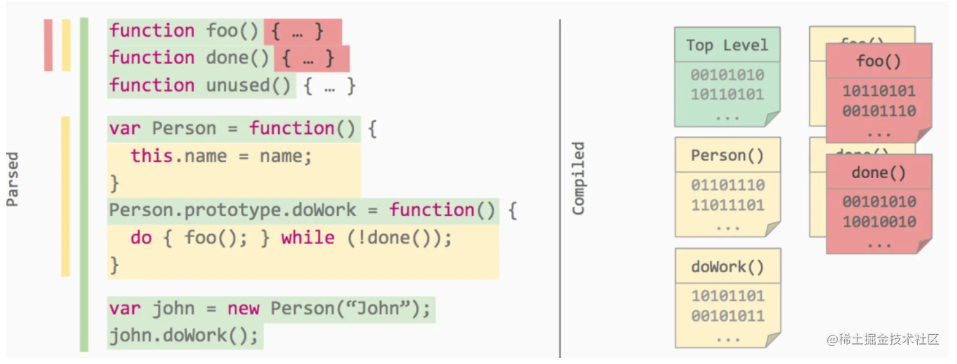 Parsed
function foo() { … }
function done() { … }
function unused() { … }
var Person = function() {
this.name = name;
}
Person.prototype.doWork = function() {
do { foo(); } while (!done());
}
var john = new Person(“John”);
john.doWork();
Compiled
Top Level
00101010
10110101
...
foo()
foo()
10110101
00101110
...
Person()
01101110
11011101
...
done()
done()
00101010
10010010
...
doWork()
10101101
00101011
...
@稀土掘金技术社区